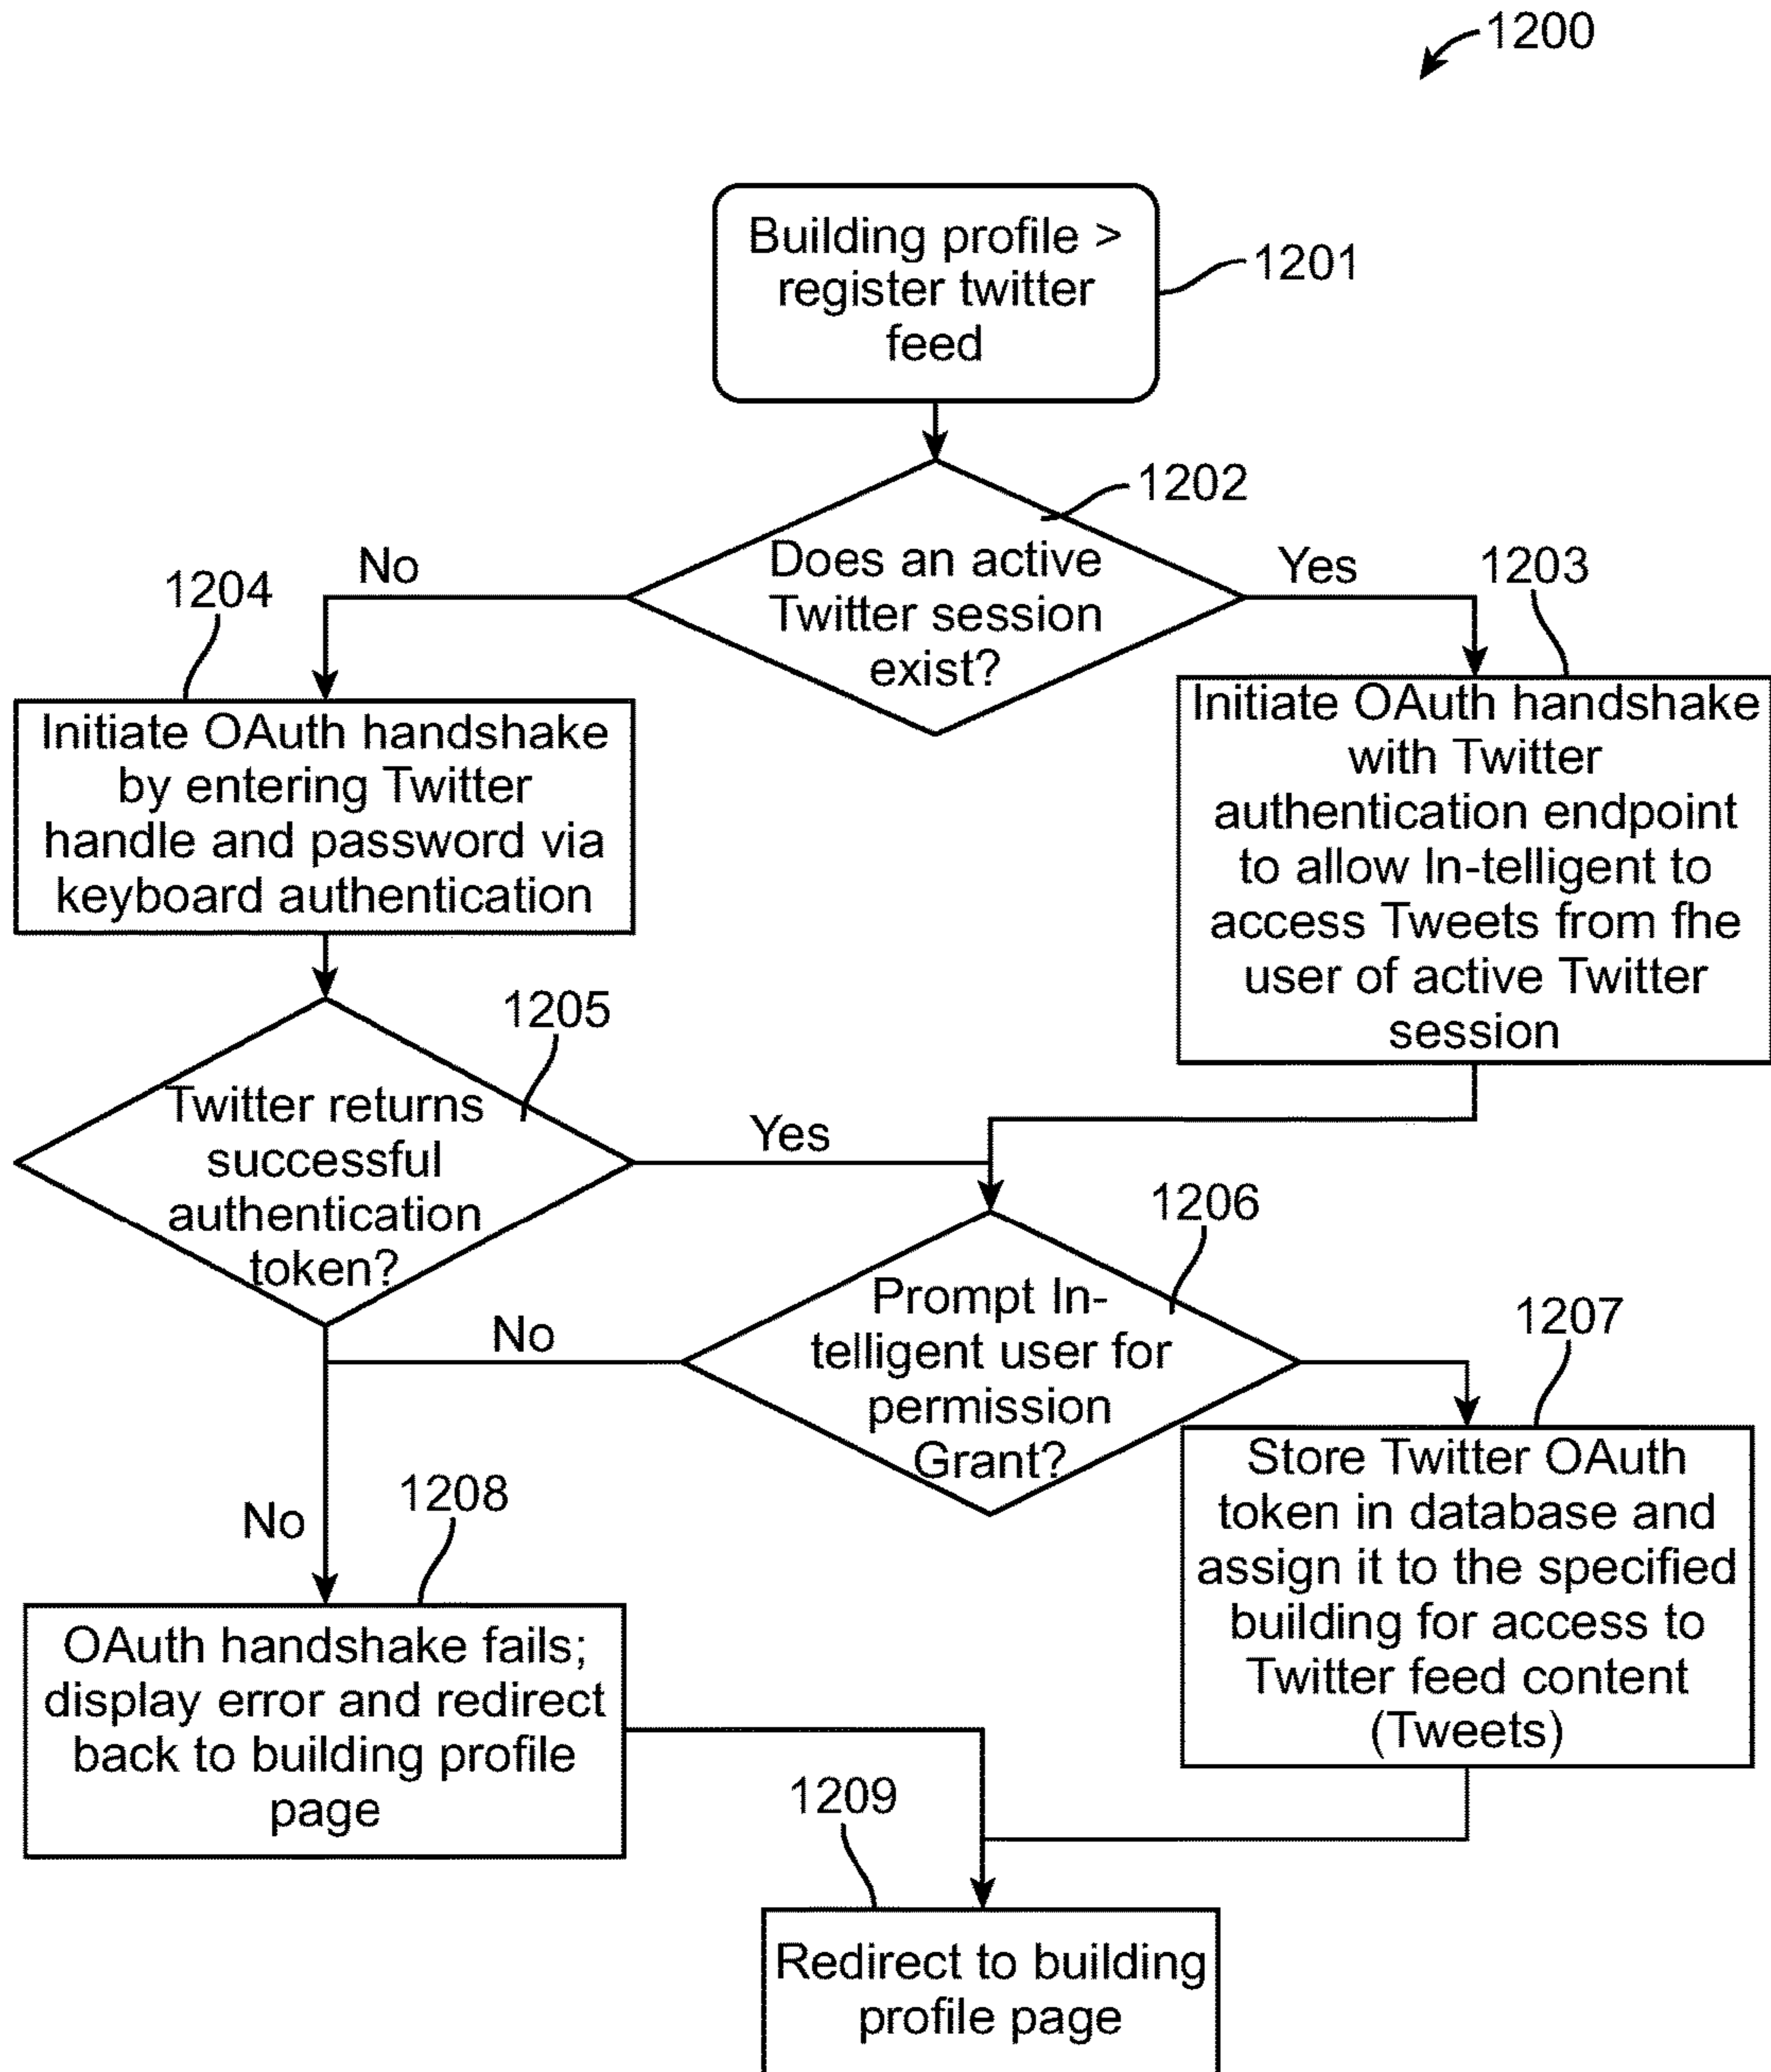 1200
Building profile >
register twitter
feed
1201
1202
Does an active
Twitter session
exist?
No
Yes
1204
1203
Initiate OAuth handshake
by entering Twitter
handle and password via
keyboard authentication
Initiate OAuth handshake
with Twitter
authentication endpoint
to allow In-telligent to
access Tweets from fhe
user of active Twitter
session
1205
Twitter returns
successful
authentication
token?
Yes
1206
Prompt In-
telligent user for
permission
Grant?
No
1207
Store Twitter OAuth
token in database and
assign it to the specified
building for access to
Twitter feed content
(Tweets)
No
1208
OAuth handshake fails;
display error and redirect
back to building profile
page
1209
Redirect to building
profile page